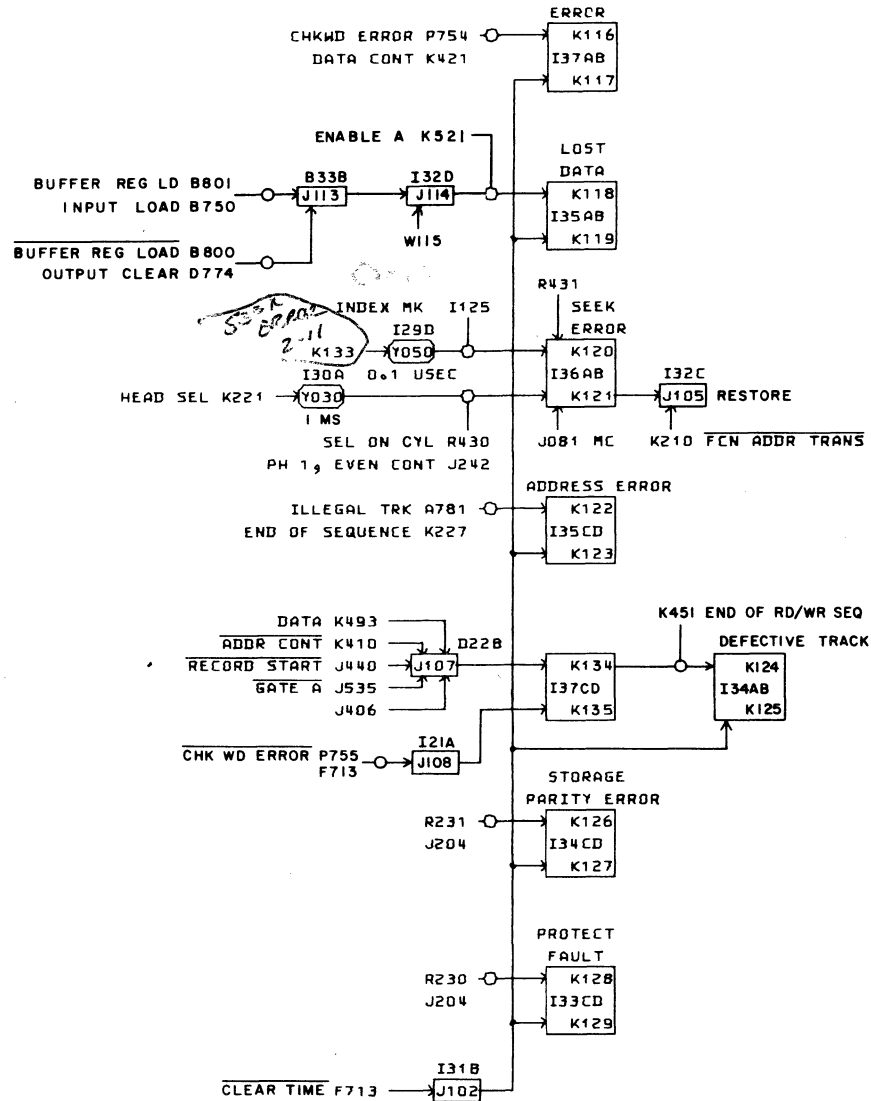 ERROR
CHKWD ERROR P754
K116
DATA CONT K421
I37AB
K117
ENABLE A K521
LOST
DATA
B33B
I32D
BUFFER REG LD B801
J113
J114
K118
INPUT LOAD B750
I35AB
W115
K119
BUFFER REG LOAD B800
OUTPUT CLEAR D774
R431
INDEX MK
I125
SEEK
ERROR
SEEK
ERROR
2-11
I29D
K133
Y050
K120
I30A
0.1 USEC
I36AB
I32C
HEAD SEL K221
Y030
K121
J105
RESTORE
1 MS
SEL ON CYL R430
J081 MC
K210 FCN ADDR TRANS
PH 1, EVEN CONT J242
ADDRESS ERROR
ILLEGAL TRK A781
K122
END OF SEQUENCE K227
I35CD
K123
K451 END OF RD/WR SEQ
DATA K493
DEFECTIVE TRACK
ADDR CONT K410
D22B
RECORD START J440
J107
K134
K124
GATE A J535
I37CD
I34AB
J406
K135
K125
I21A
CHK WD ERROR P755
J108
F713
STORAGE
PARITY ERROR
R231
K126
J204
I34CD
K127
PROTECT
FAULT
R230
K128
J204
I33CD
K129
I31B
CLEAR TIME F713
J102